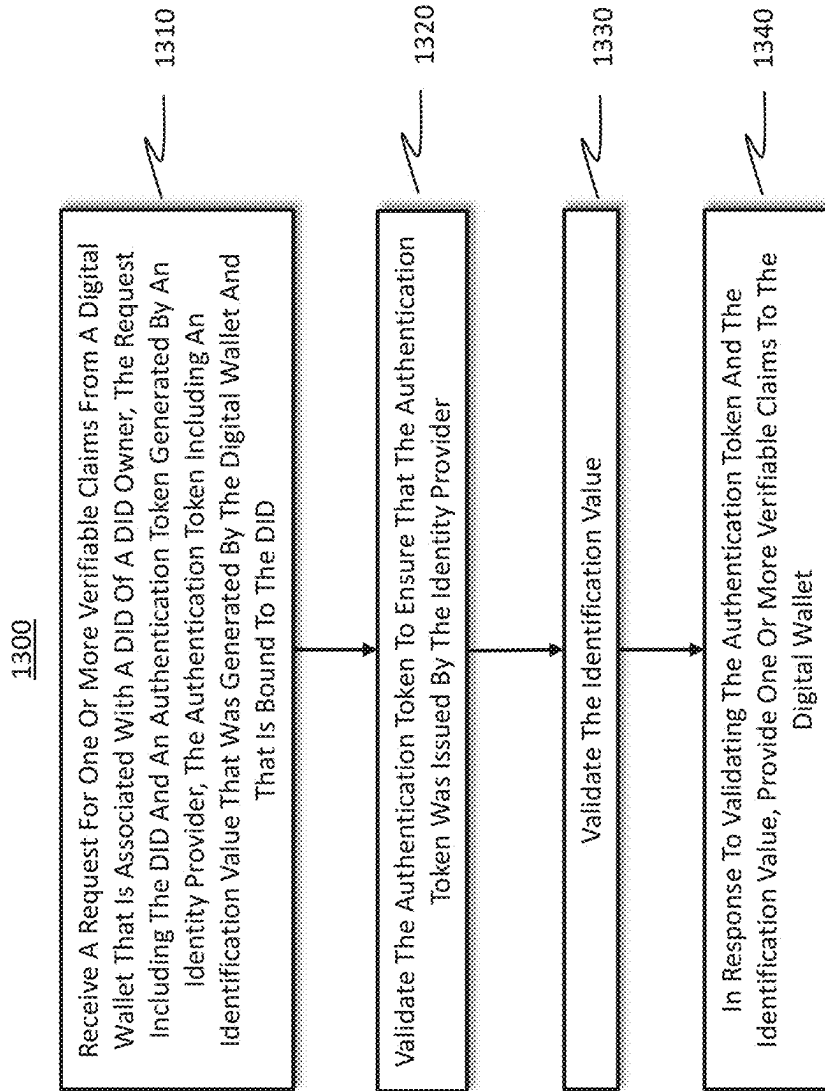 1300
Receive A Request For One Or More Verifiable Claims From A Digital
Wallet That Is Associated With A DID Of A DID Owner, The Request
Including The DID And An Authentication Token Generated By An
Identity Provider, The Authentication Token Including An
Identification Value That Was Generated By The Digital Wallet And
That Is Bound To The DID
1310
Validate The Authentication Token To Ensure That The Authentication
Token Was Issued By The Identity Provider
1320
Validate The Identification Value
1330
In Response To Validating The Authentication Token And The
Identification Value, Provide One Or More Verifiable Claims To The
Digital Wallet
1340